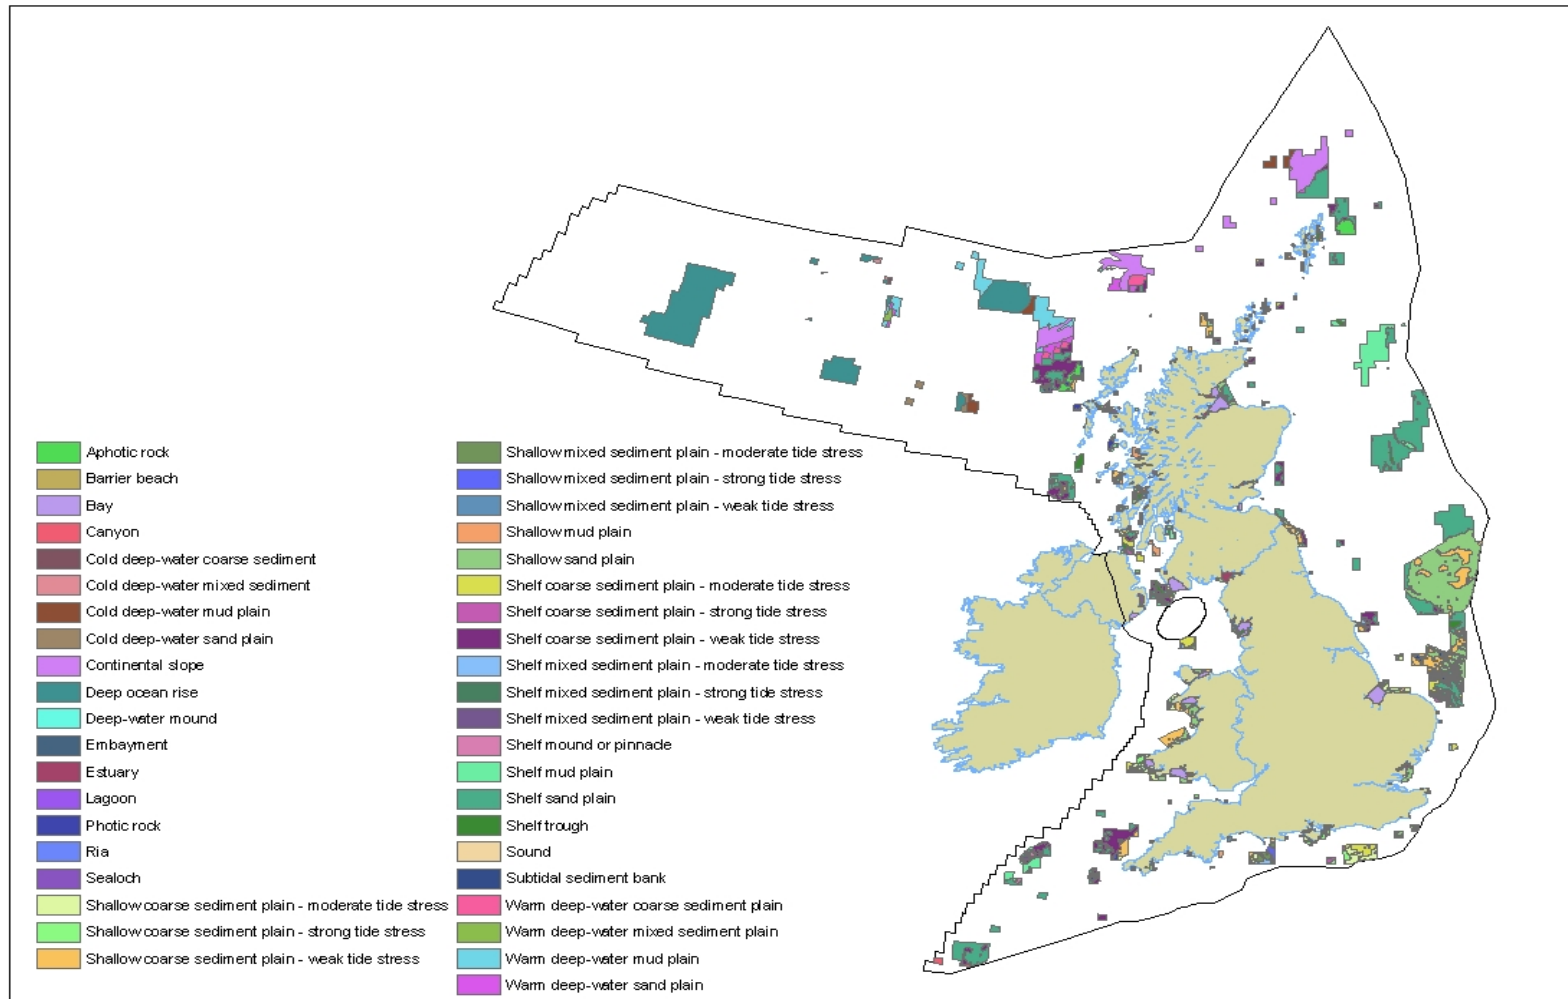 Aphotic rock
Barrier beach
Bay
Canyon
Cold deep-water coarse sediment
Cold deep-water mixed sediment
Cold deep-water mud plain
Cold deep-water sand plain
Continental slope
Deep ocean rise
Deep-water mound
Embayment
Estuary
Lagoon
Photic rock
Ria
Sealoch
Shallow coarse sediment plain - moderate tide stress
Shallow coarse sediment plain - strong tide stress
Shallow coarse sediment plain - weak tide stress
Shallow mixed sediment plain - moderate tide stress
Shallow mixed sediment plain - strong tide stress
Shallow mixed sediment plain - weak tide stress
Shallow mud plain
Shallow sand plain
Shelf coarse sediment plain - moderate tide stress
Shelf coarse sediment plain - strong tide stress
Shelf coarse sediment plain - weak tide stress
Shelf mixed sediment plain - moderate tide stress
Shelf mixed sediment plain - strong tide stress
Shelf mixed sediment plain - weak tide stress
Shelf mound or pinnacle
Shelf mud plain
Shelf sand plain
Shelf trough
Sound
Subtidal sediment bank
Warm deep-water coarse sediment plain
Warm deep-water mixed sediment plain
Warm deep-water mud plain
Warm deep-water sand plain